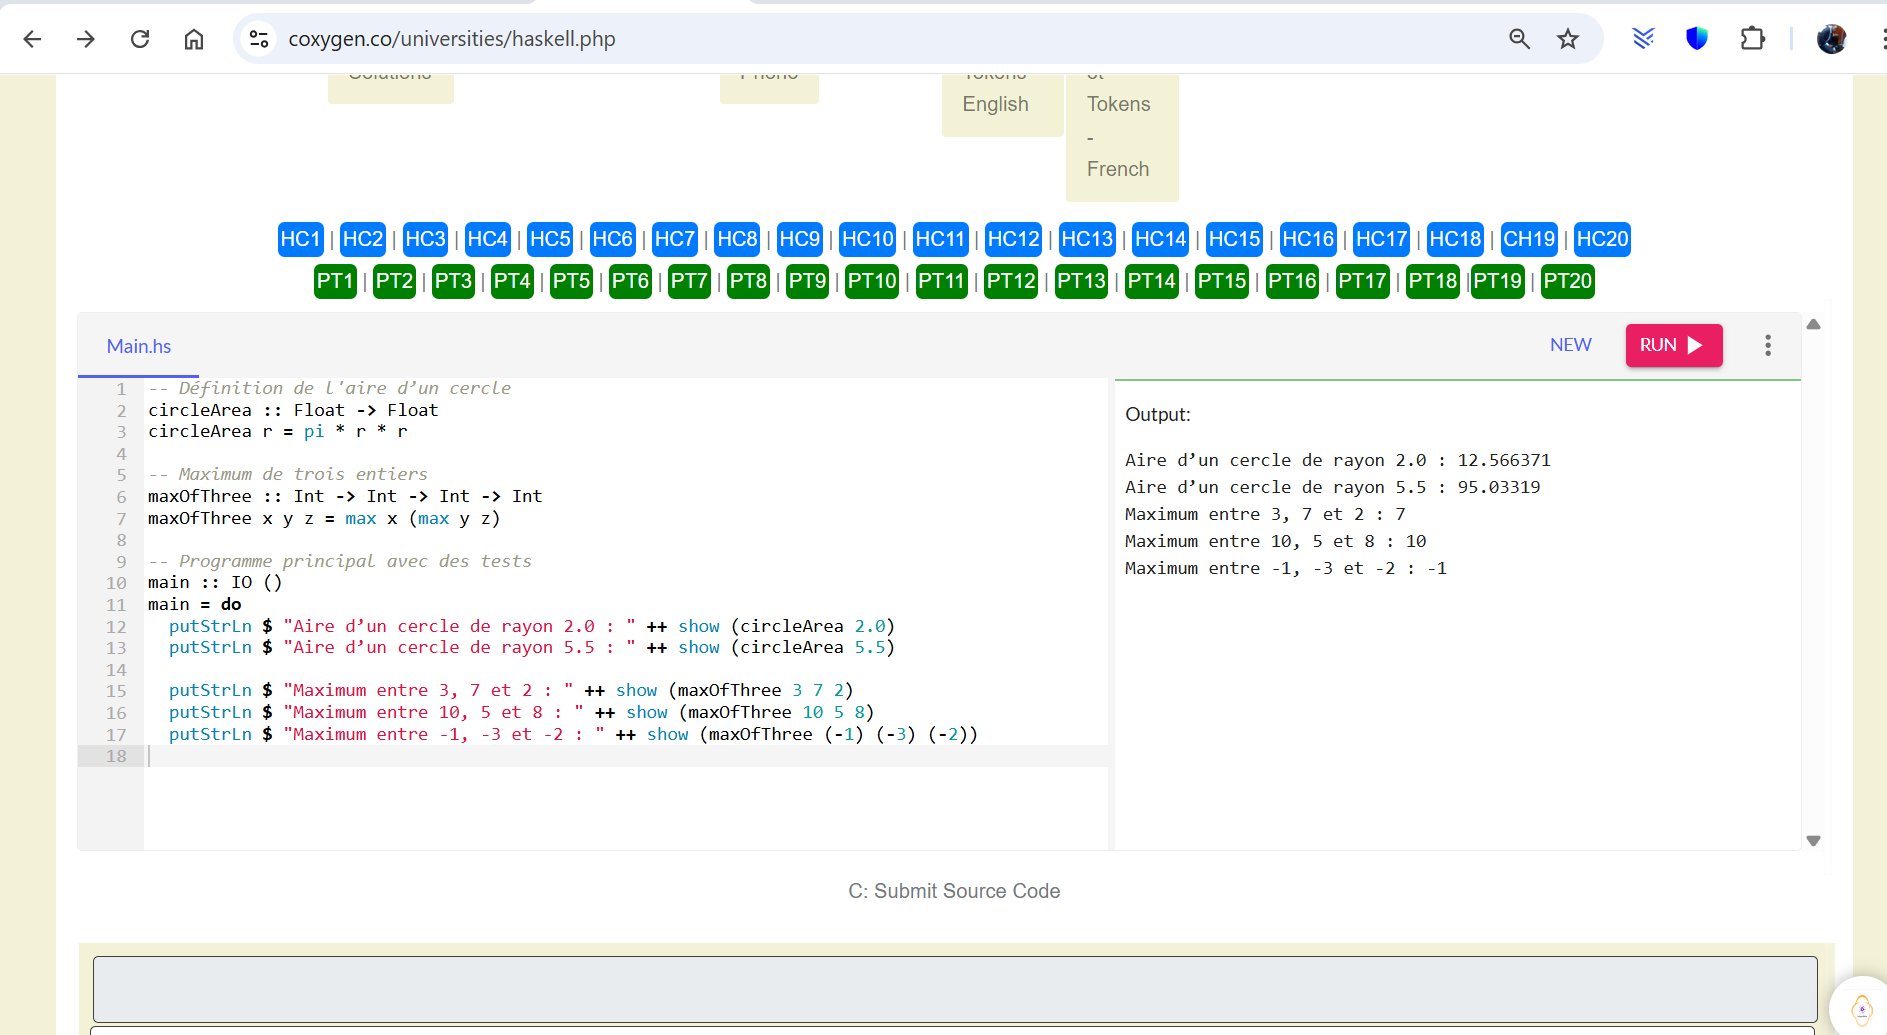 coxygen.co/universities/haskell.php
Solutions
Phone
Tokens
English
Tokens
-
French
HC1 | HC2 | HC3 | HC4 | HC5 | HC6 | HC7 | HC8 | HC9 | HC10 | HC11 | HC12 | HC13 | HC14 | HC15 | HC16 | HC17 | HC18 | CH19 | HC20
PT1 | PT2 | PT3 | PT4 | PT5 | PT6 | PT7 | PT8 | PT9 | PT10 | PT11 | PT12 | PT13 | PT14 | PT15 | PT16 | PT17 | PT18 |PT19 | PT20
Main.hs
NEW
RUN
1 -- Définition de l'aire d’un cercle
2 circleArea :: Float -> Float
3 circleArea r = pi * r * r
4
5 -- Maximum de trois entiers
6 maxOfThree :: Int -> Int -> Int -> Int
7 maxOfThree x y z = max x (max y z)
8
9 -- Programme principal avec des tests
10 main :: IO ()
11 main = do
12 putStrLn $ "Aire d’un cercle de rayon 2.0 : " ++ show (circleArea 2.0)
13 putStrLn $ "Aire d’un cercle de rayon 5.5 : " ++ show (circleArea 5.5)
14
15 putStrLn $ "Maximum entre 3, 7 et 2 : " ++ show (maxOfThree 3 7 2)
16 putStrLn $ "Maximum entre 10, 5 et 8 : " ++ show (maxOfThree 10 5 8)
17 putStrLn $ "Maximum entre -1, -3 et -2 : " ++ show (maxOfThree (-1) (-3) (-2))
18
Output:
Aire d’un cercle de rayon 2.0 : 12.566371
Aire d’un cercle de rayon 5.5 : 95.03319
Maximum entre 3, 7 et 2 : 7
Maximum entre 10, 5 et 8 : 10
Maximum entre -1, -3 et -2 : -1
C: Submit Source Code